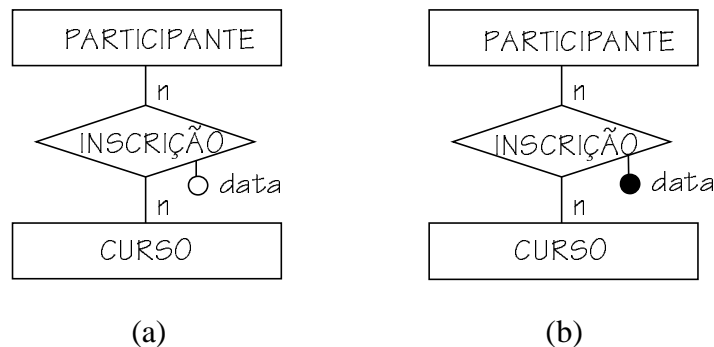 PARTICIPANTE
n
INSCRIÇÃO
data
n
CURSO
(a)
PARTICIPANTE
n
INSCRIÇÃO
data
n
CURSO
(b)